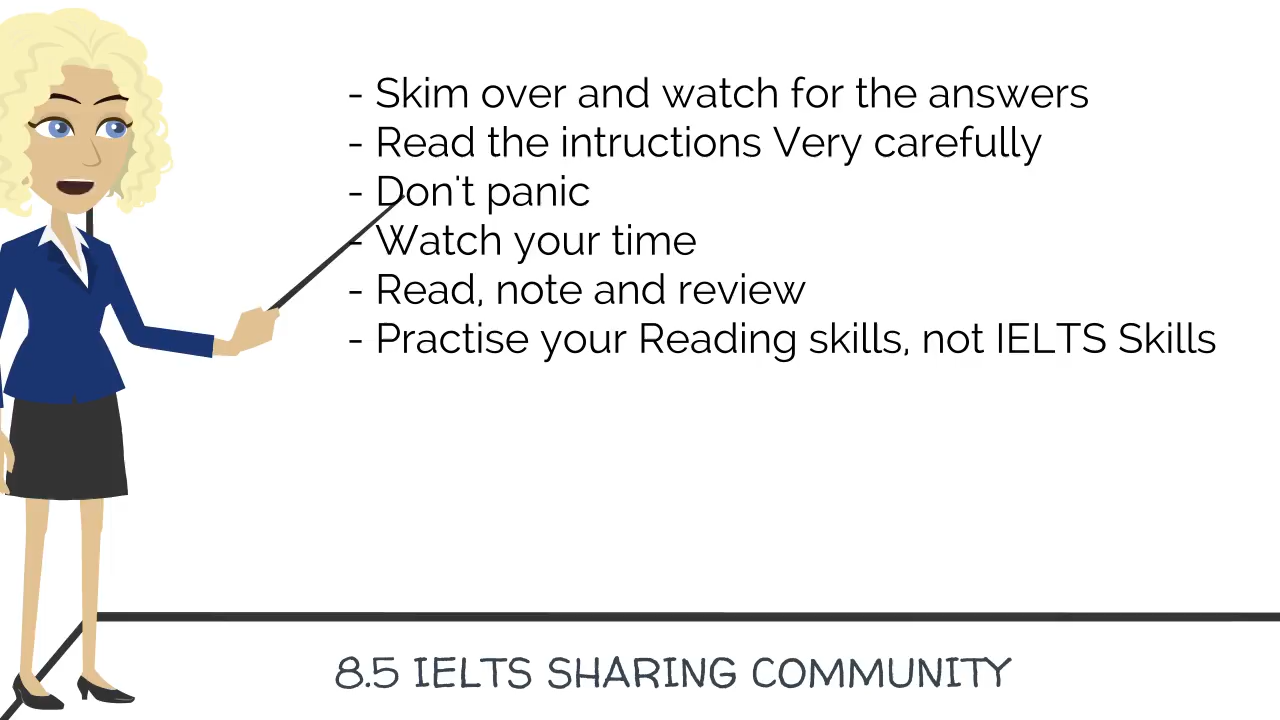 - Skim over and watch for the answers
- Read the intructions Very carefully
- Don't panic
- Watch your time
- Read, note and review
- Practise your Reading skills, not IELTS Skills
8.5 IELTS SHARING COMMUNITY